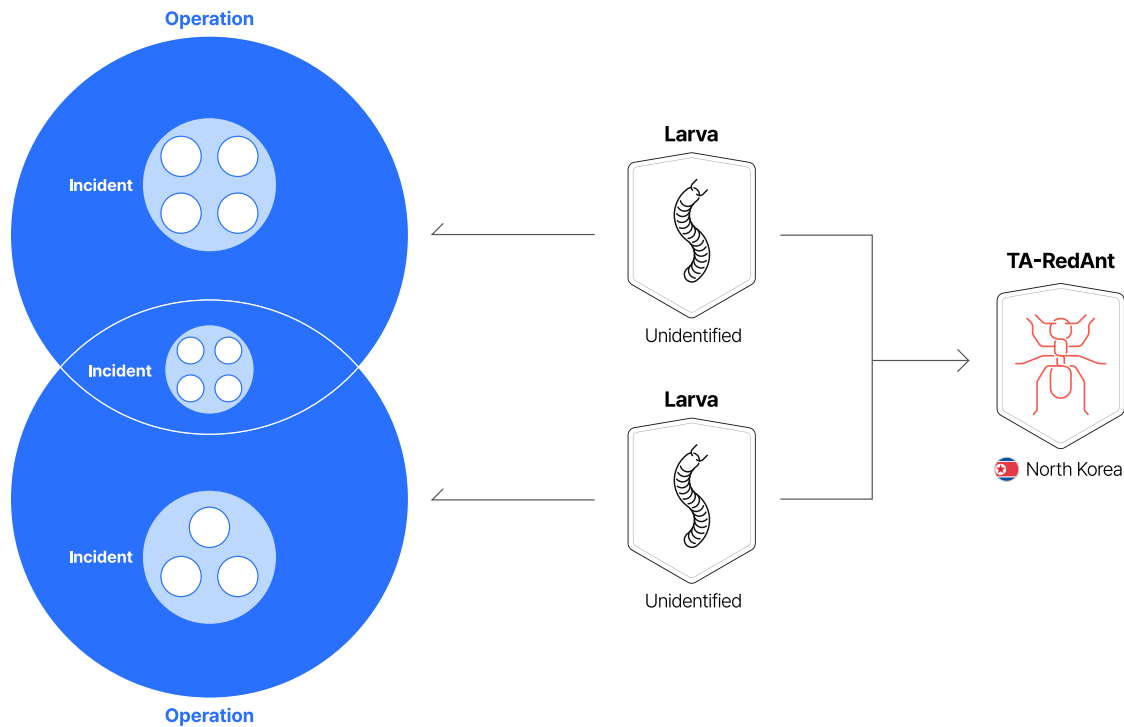 Operation
Incident
Incident
Incident
Operation
Larva
Unidentified
Larva
Unidentified
TA-RedAnt
North Korea